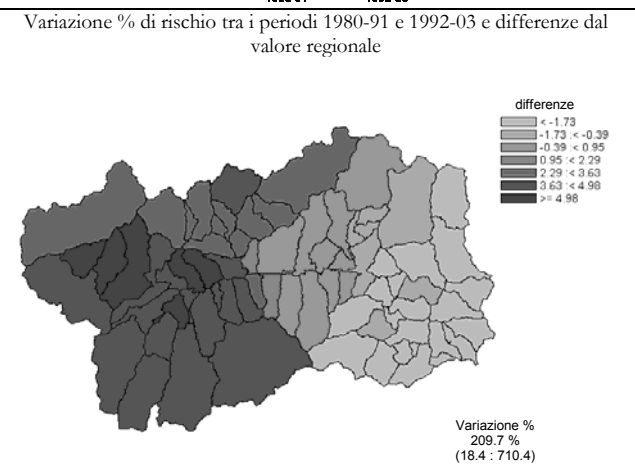 Variazione % di rischio tra i periodi 1980-91 e 1992-03 e differenze dal
valore regionale
differenze
< -1.73
-1.73 :< -0.39
-0.39 :< 0.95
0.95 :< 2.29
2.29 :< 3.63
3.63 :< 4.98
>= 4.98
Variazione %
209.7 %
(18.4 : 710.4)